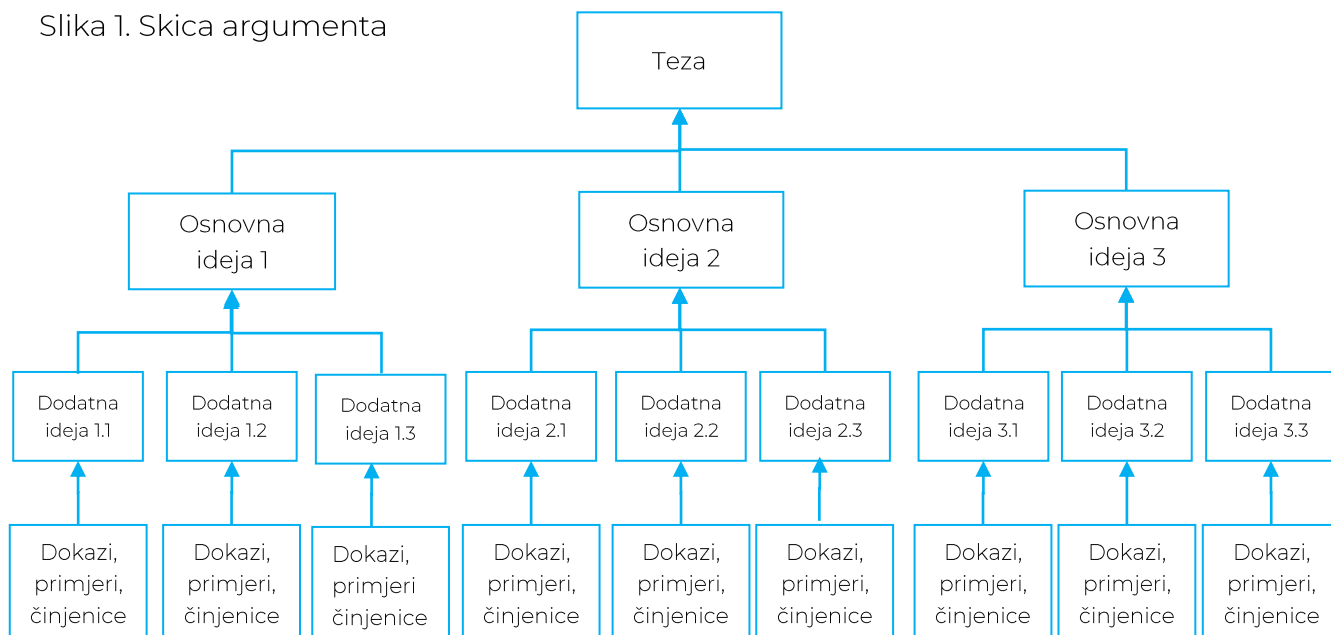 Slika 1. Skica argumenta
Teza
Osnovna
ideja 1
Osnovna
ideja 2
Osnovna
ideja 3
Dodatna
ideja 1.1
Dodatna
ideja 1.2
Dodatna
ideja 1.3
Dodatna
ideja 2.1
Dodatna
ideja 2.2
Dodatna
ideja 2.3
Dodatna
ideja 3.1
Dodatna
ideja 3.2
Dodatna
ideja 3.3
Dokazi,
primjeri,
činjenice
Dokazi,
primjeri,
činjenice
Dokazi,
primjeri
činjenice
Dokazi,
primjeri,
činjenice
Dokazi,
primjeri,
činjenice
Dokazi,
primjeri,
činjenice
Dokazi,
primjeri,
činjenice
Dokazi,
primjeri,
činjenice
Dokazi,
primjeri,
činjenice